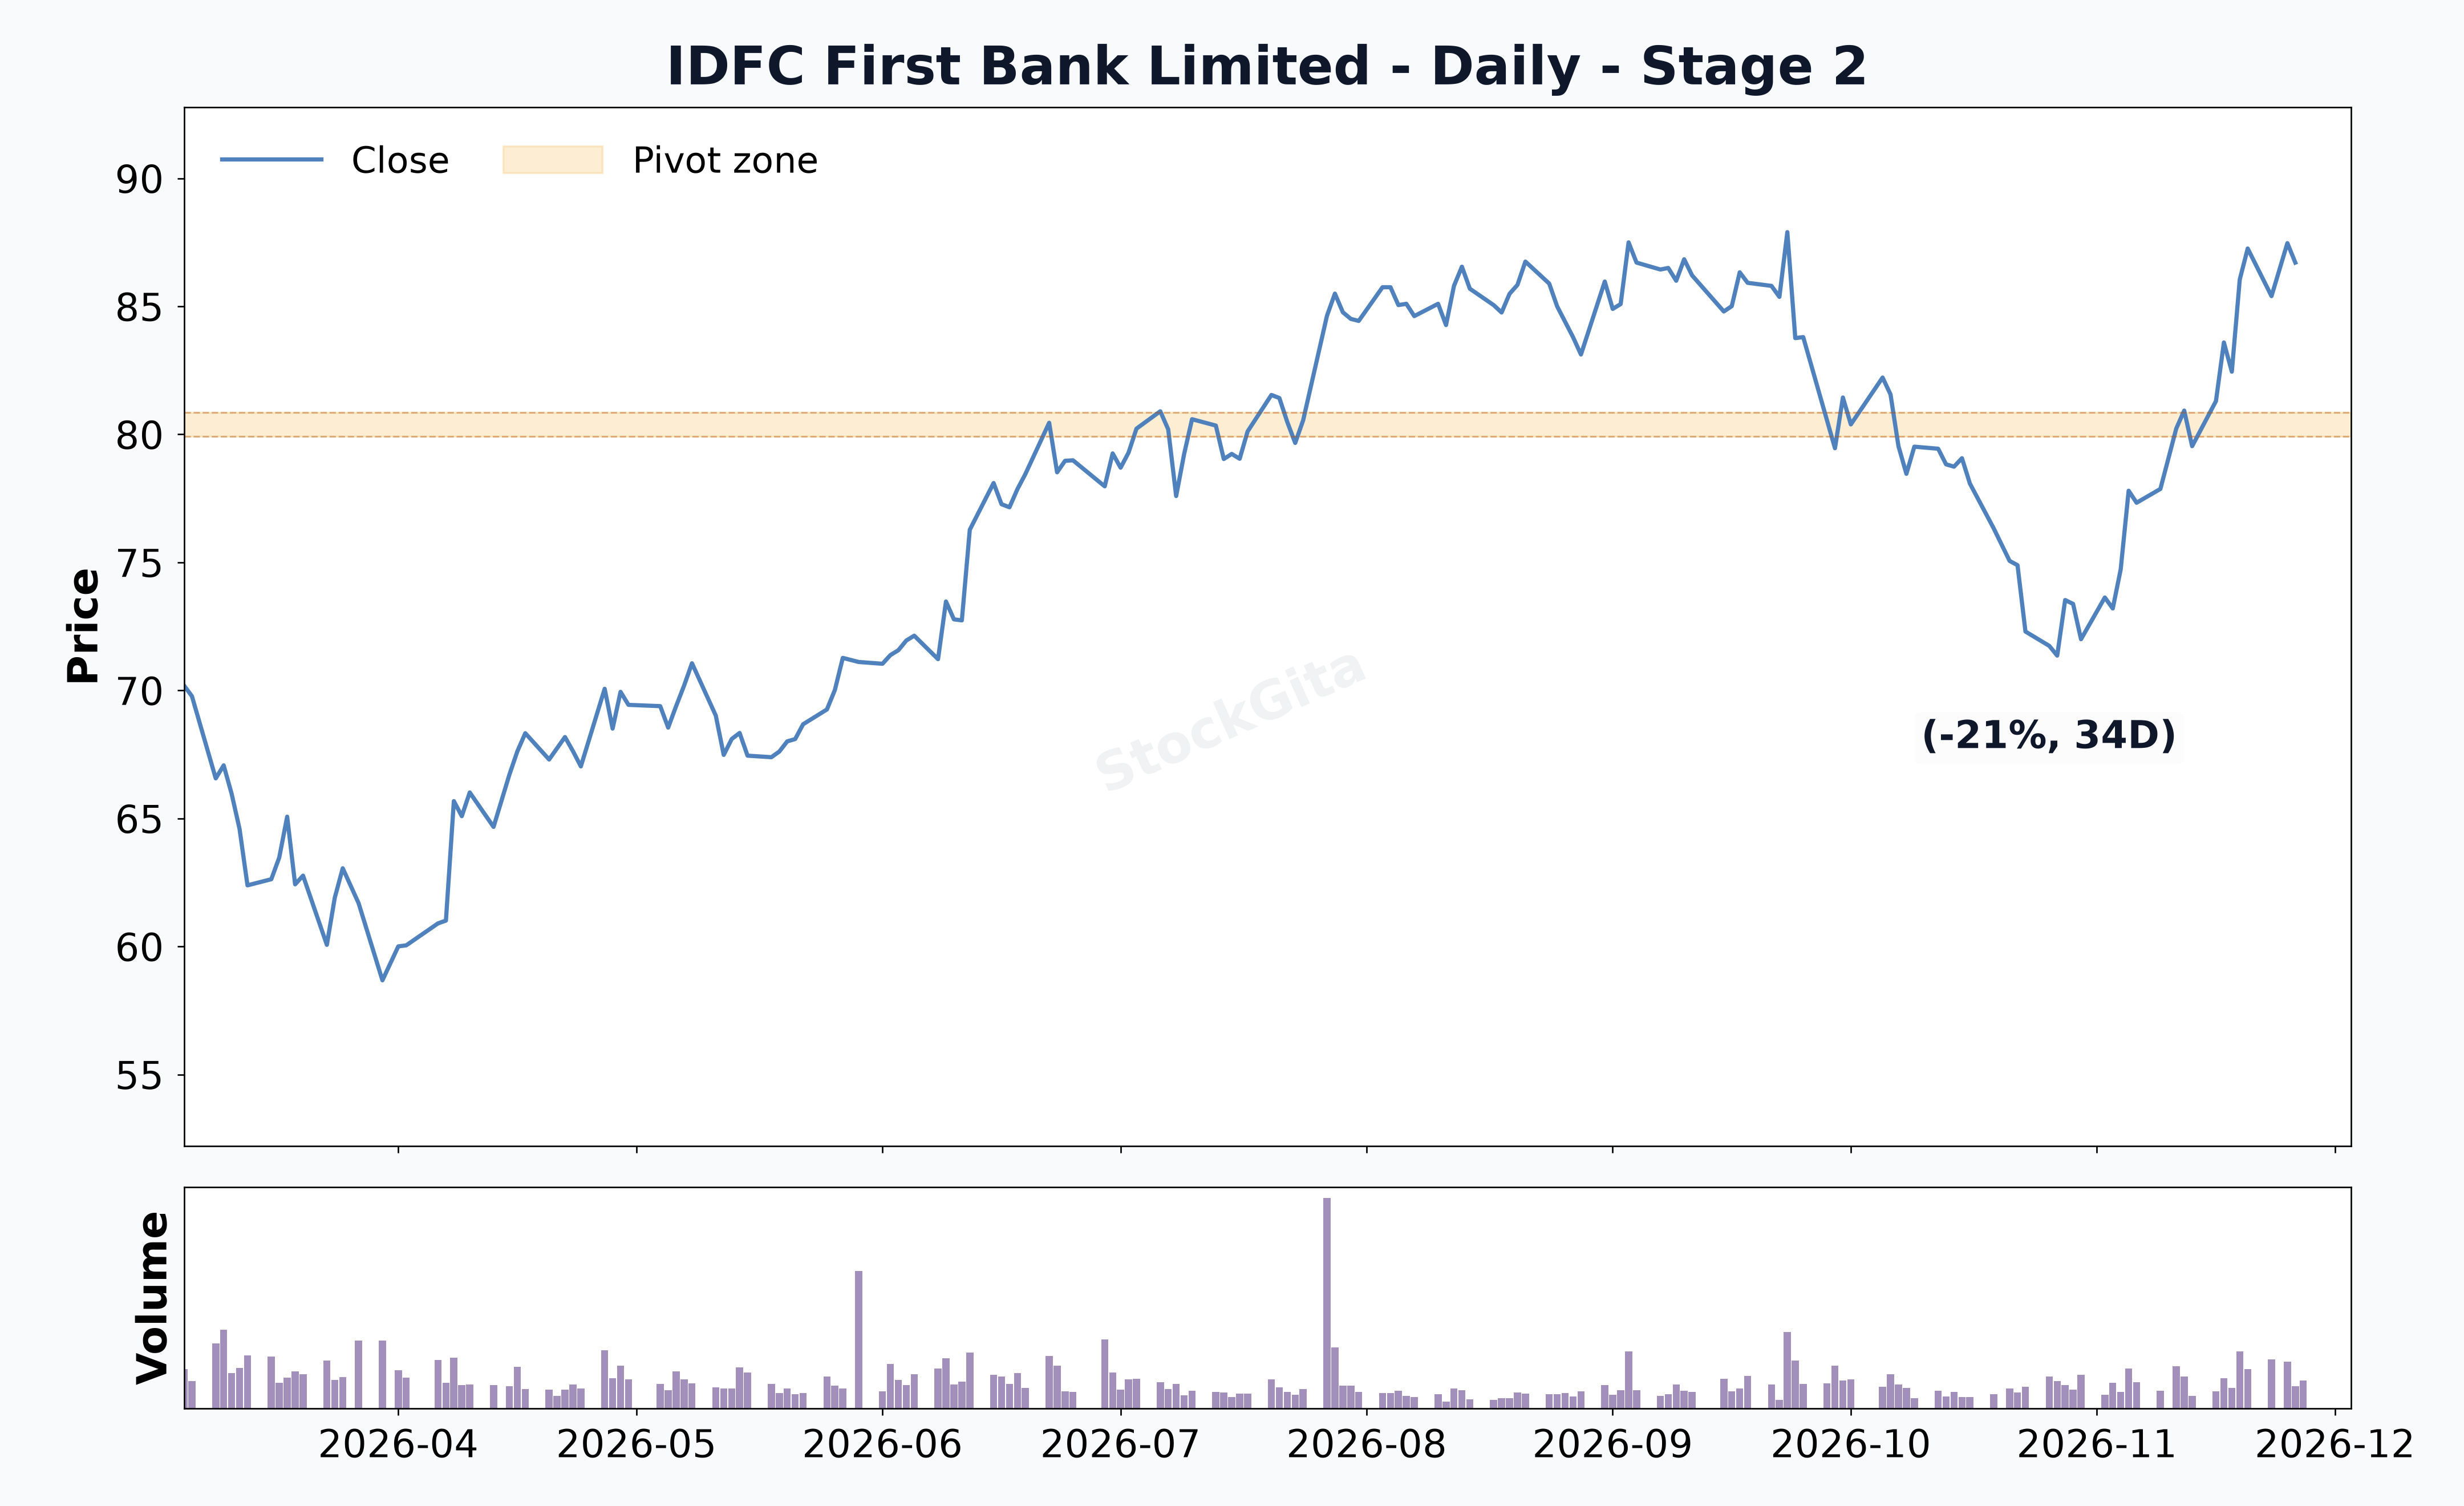 IDFC First Bank Limited - Daily - Stage 2
Close
Pivot zone
90
85
80
75
70
65
60
55
Price
StockGita
(-21%, 34D)
Volume
2026-04
2026-05
2026-06
2026-07
2026-08
2026-09
2026-10
2026-11
2026-12